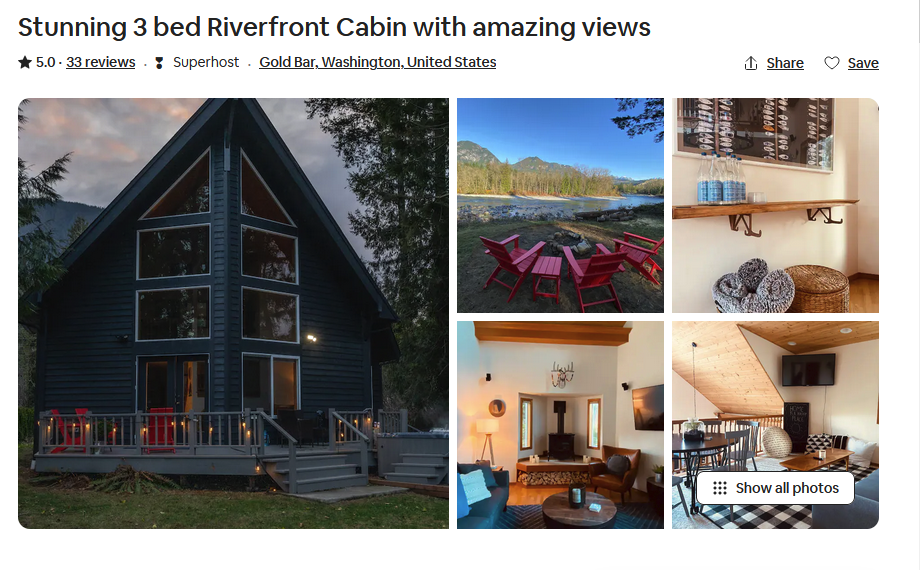 Stunning 3 bed Riverfront Cabin with amazing views
5.0 · 33 reviews · Superhost · Gold Bar, Washington, United States
Share Save
Show all photos